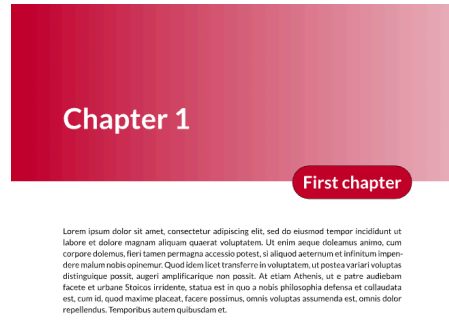 Chapter 1
First chapter
Lorem ipsum dolor sit amet, consectetur adipiscing elit, sed do eiusmod tempor incididunt ut
labore et dolore magnam aliquam quaerat voluptatem. Ut enim aeque doleamus animo, cum
corpore dolemus, fieri tamen permagna accessio potest, si aliquod aeternum et infinitum impen-
dere malum nobis opinemur. Quod idem licet transferre in voluptatem, ut postea variari voluptas
distinguique possit, augeri amplificarique non possit. At etiam Athenis, ut e patre audiebam
facete et urbane Stoicos irridente, statua est in quo a nobis philosophia defensa et collaudata
est, cum id, quod maxime placeat, facere possimus, omnis voluptas assumenda est, omnis dolor
repellendus. Temporibus autem quibusdam et.